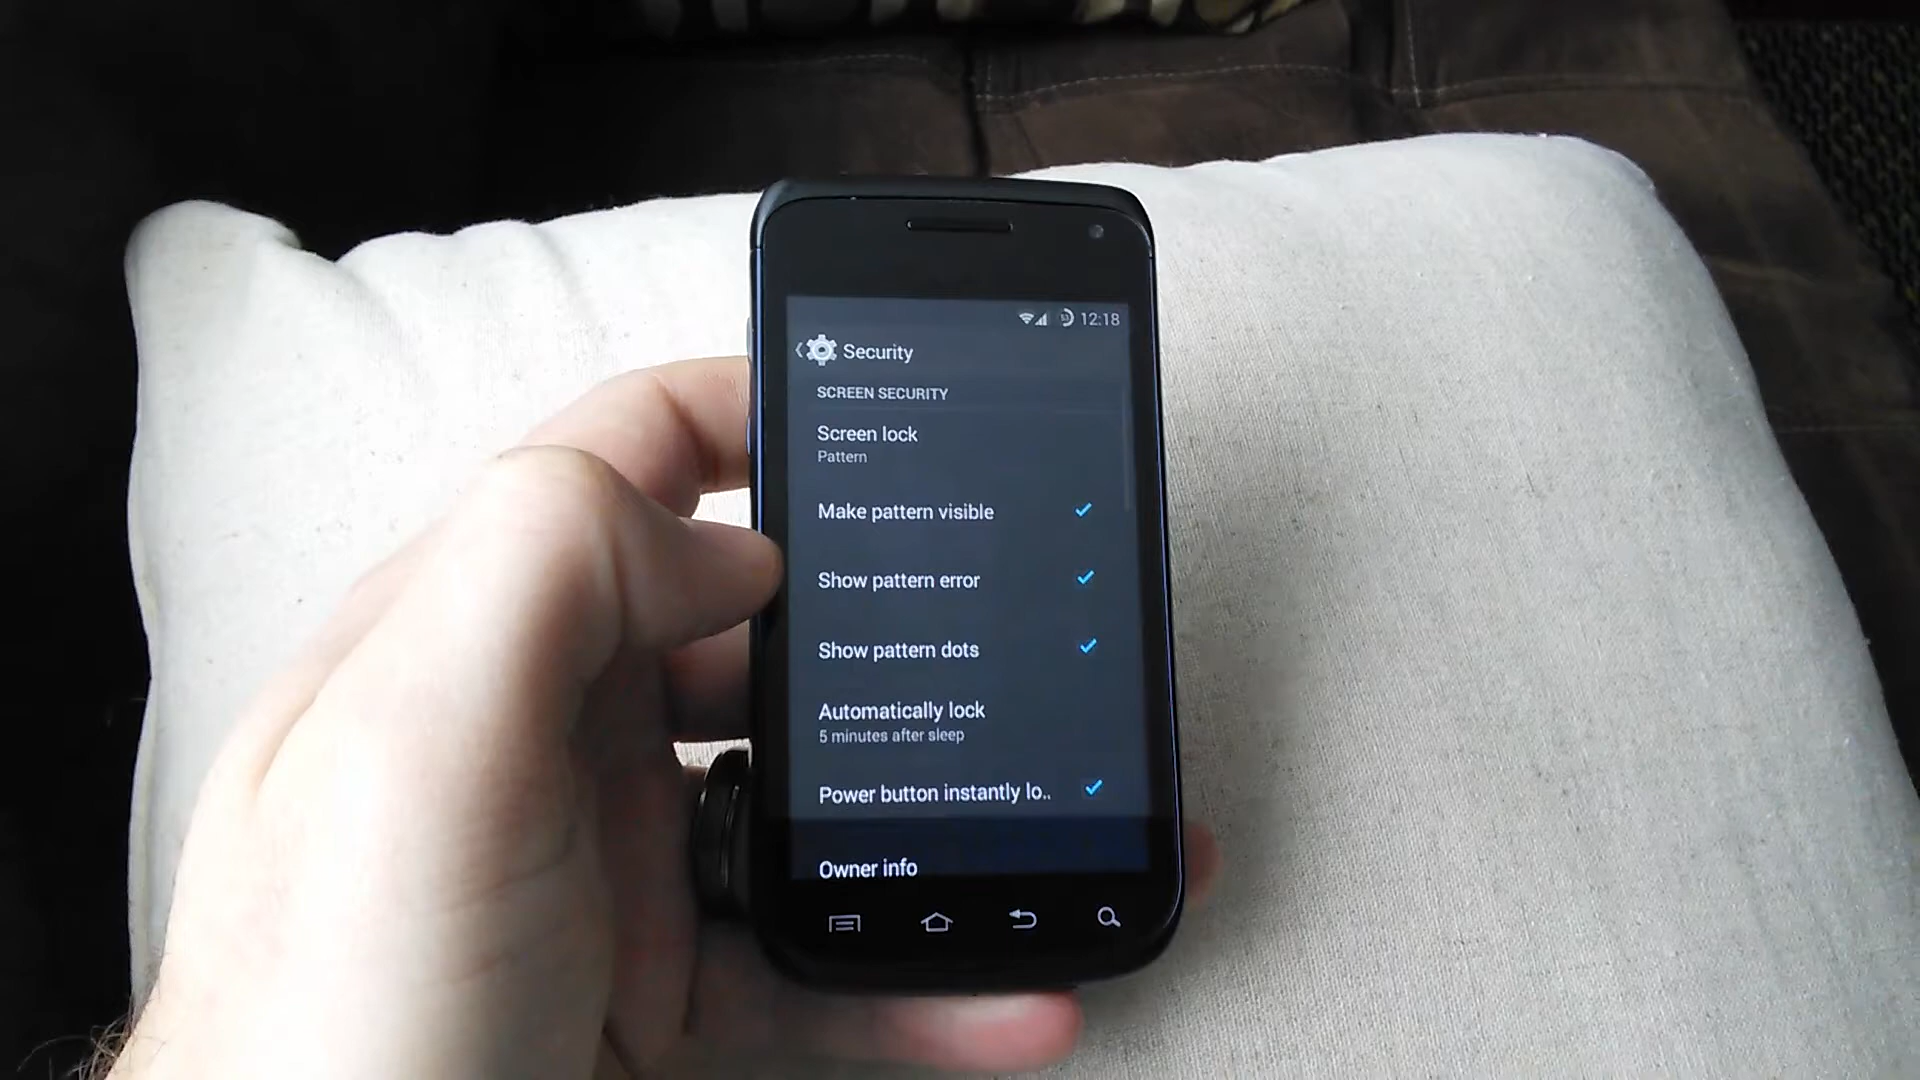 12:18
Security
SCREEN SECURITY
Screen lock
Pattern
Make pattern visible
Show pattern error
Show pattern dots
Automatically lock
5 minutes after sleep
Power button instantly lo..
Owner info